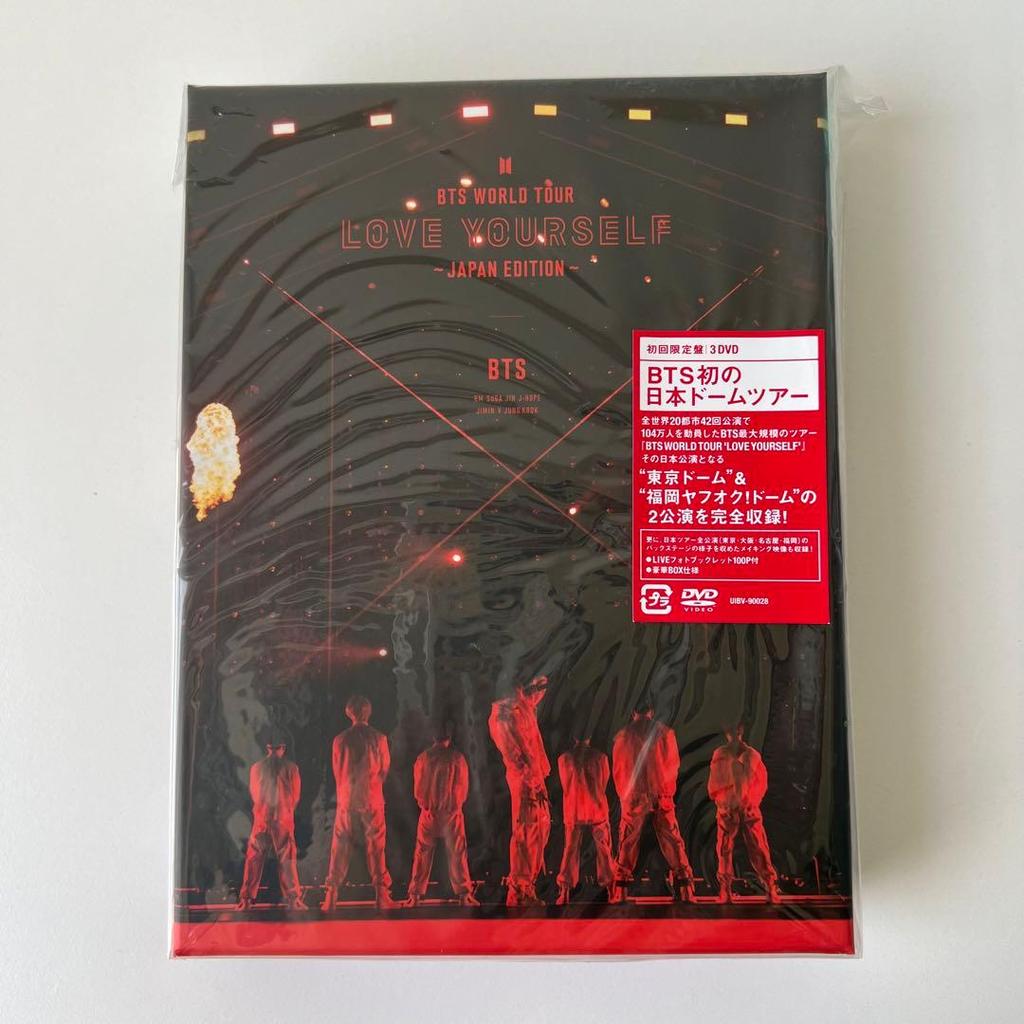 BTS WORLD TOUR
LOVE YOURSELF
~JAPAN EDITION~
BTS
RM SUGA JIN J-HOPE
JIMIN V JUNG KOOK
初回限定盤 | 3DVD
BTS初の
日本ドームツアー
全世界20都市42回公演で
104万人を動員したBTS最大規模のツアー
「BTS WORLD TOUR 'LOVE YOURSELF'」
その日本公演となる
“東京ドーム”&
“福岡ヤフオク!ドーム”の
2公演を完全収録!
更に、日本ツアー全公演(東京・大阪・名古屋・福岡)の
バックステージの様子を収めたメイキング映像も収録!
●LIVEフォトブックレット100P付
●豪華BOX仕様
プラ
DVD
VIDEO
UIBV-90028